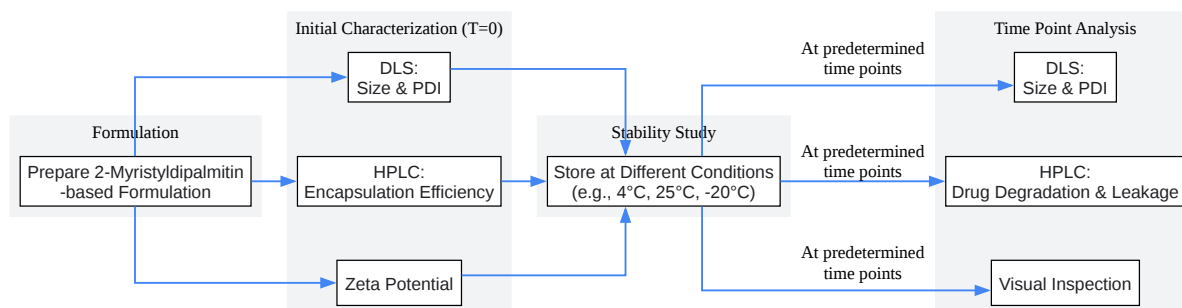 Initial Characterization (T=0)
DLS:
Size & PDI
Formulation
Prepare 2-Myristyldipalmitin
-based Formulation
HPLC:
Encapsulation Efficiency
Zeta Potential
Stability Study
Store at Different Conditions
(e.g., 4°C, 25°C, -20°C)
At predetermined
time points
At predetermined
time points
At predetermined
time points
Time Point Analysis
DLS:
Size & PDI
HPLC:
Drug Degradation & Leakage
Visual Inspection